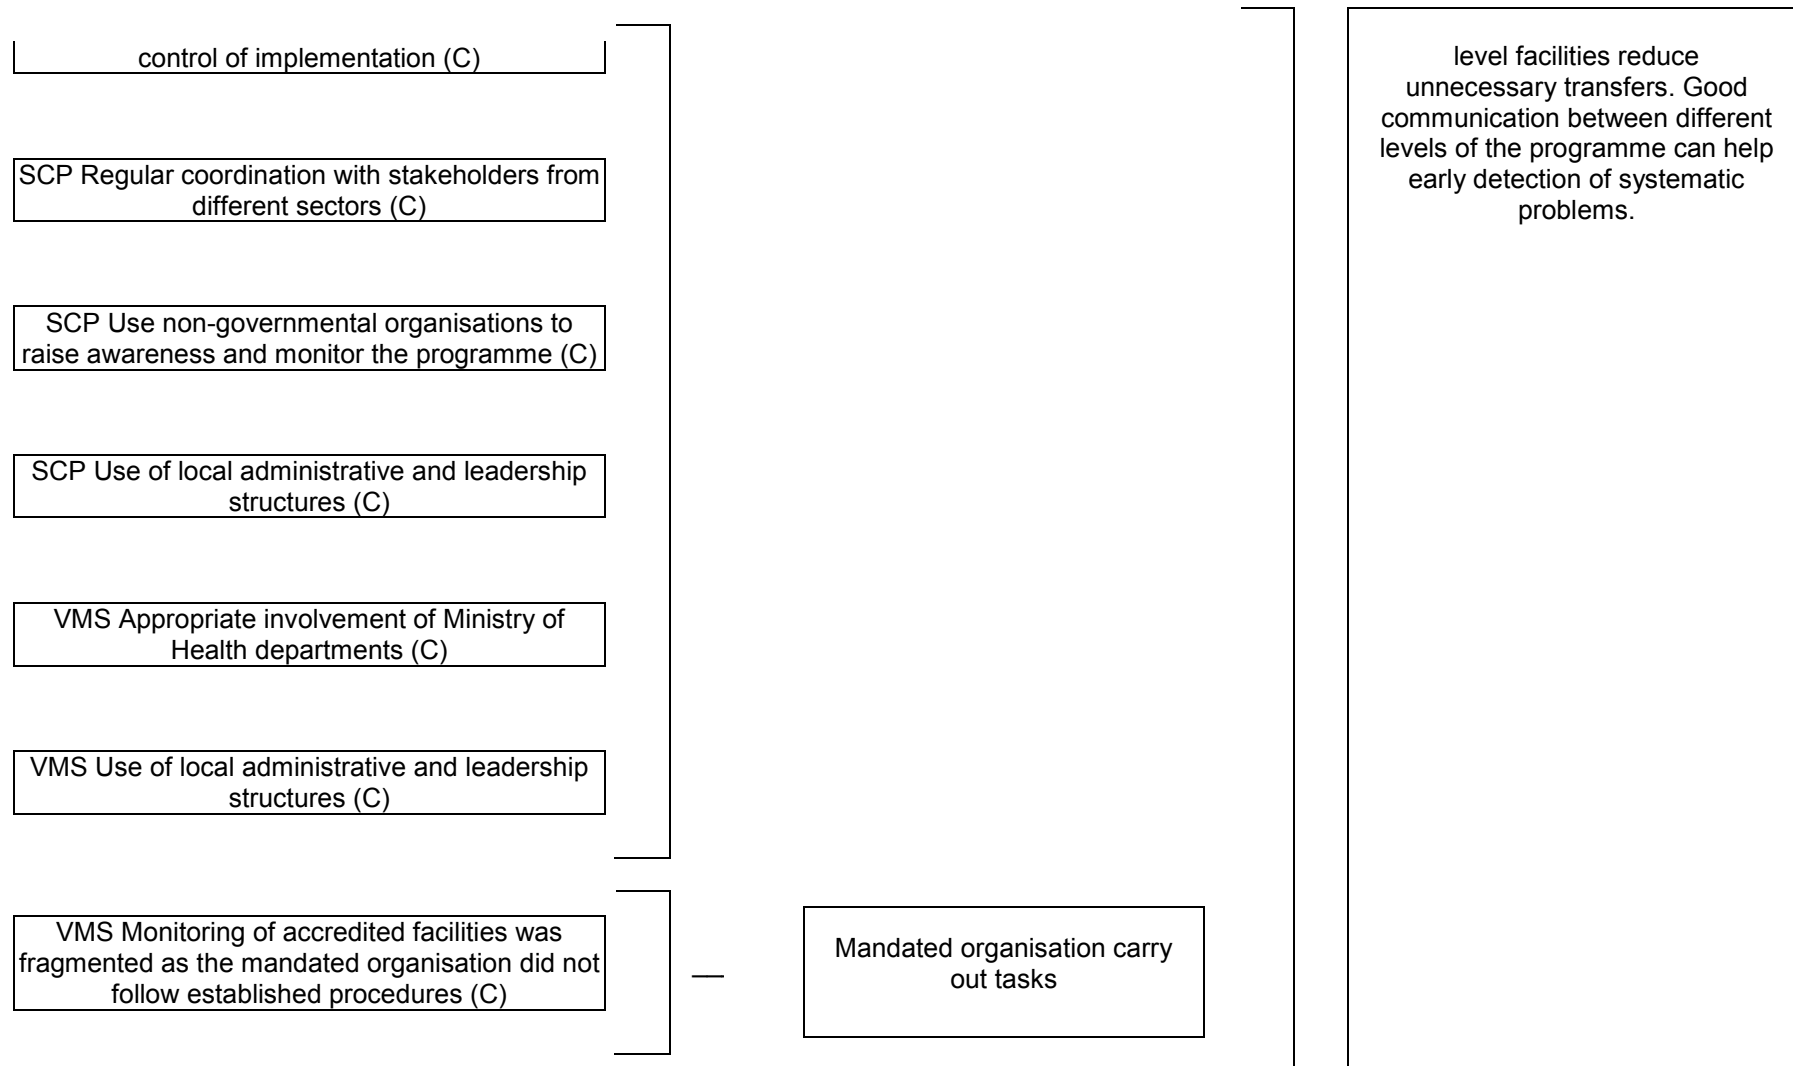 control of implementation (C)
SCP Regular coordination with stakeholders from
different sectors (C)
SCP Use non-governmental organisations to
raise awareness and monitor the programme (C)
SCP Use of local administrative and leadership
structures (C)
VMS Appropriate involvement of Ministry of
Health departments (C)
VMS Use of local administrative and leadership
structures (C)
VMS Monitoring of accredited facilities was
fragmented as the mandated organisation did not
follow established procedures (C)
Mandated organisation carry
out tasks
level facilities reduce
unnecessary transfers. Good
communication between different
levels of the programme can help
early detection of systematic
problems.